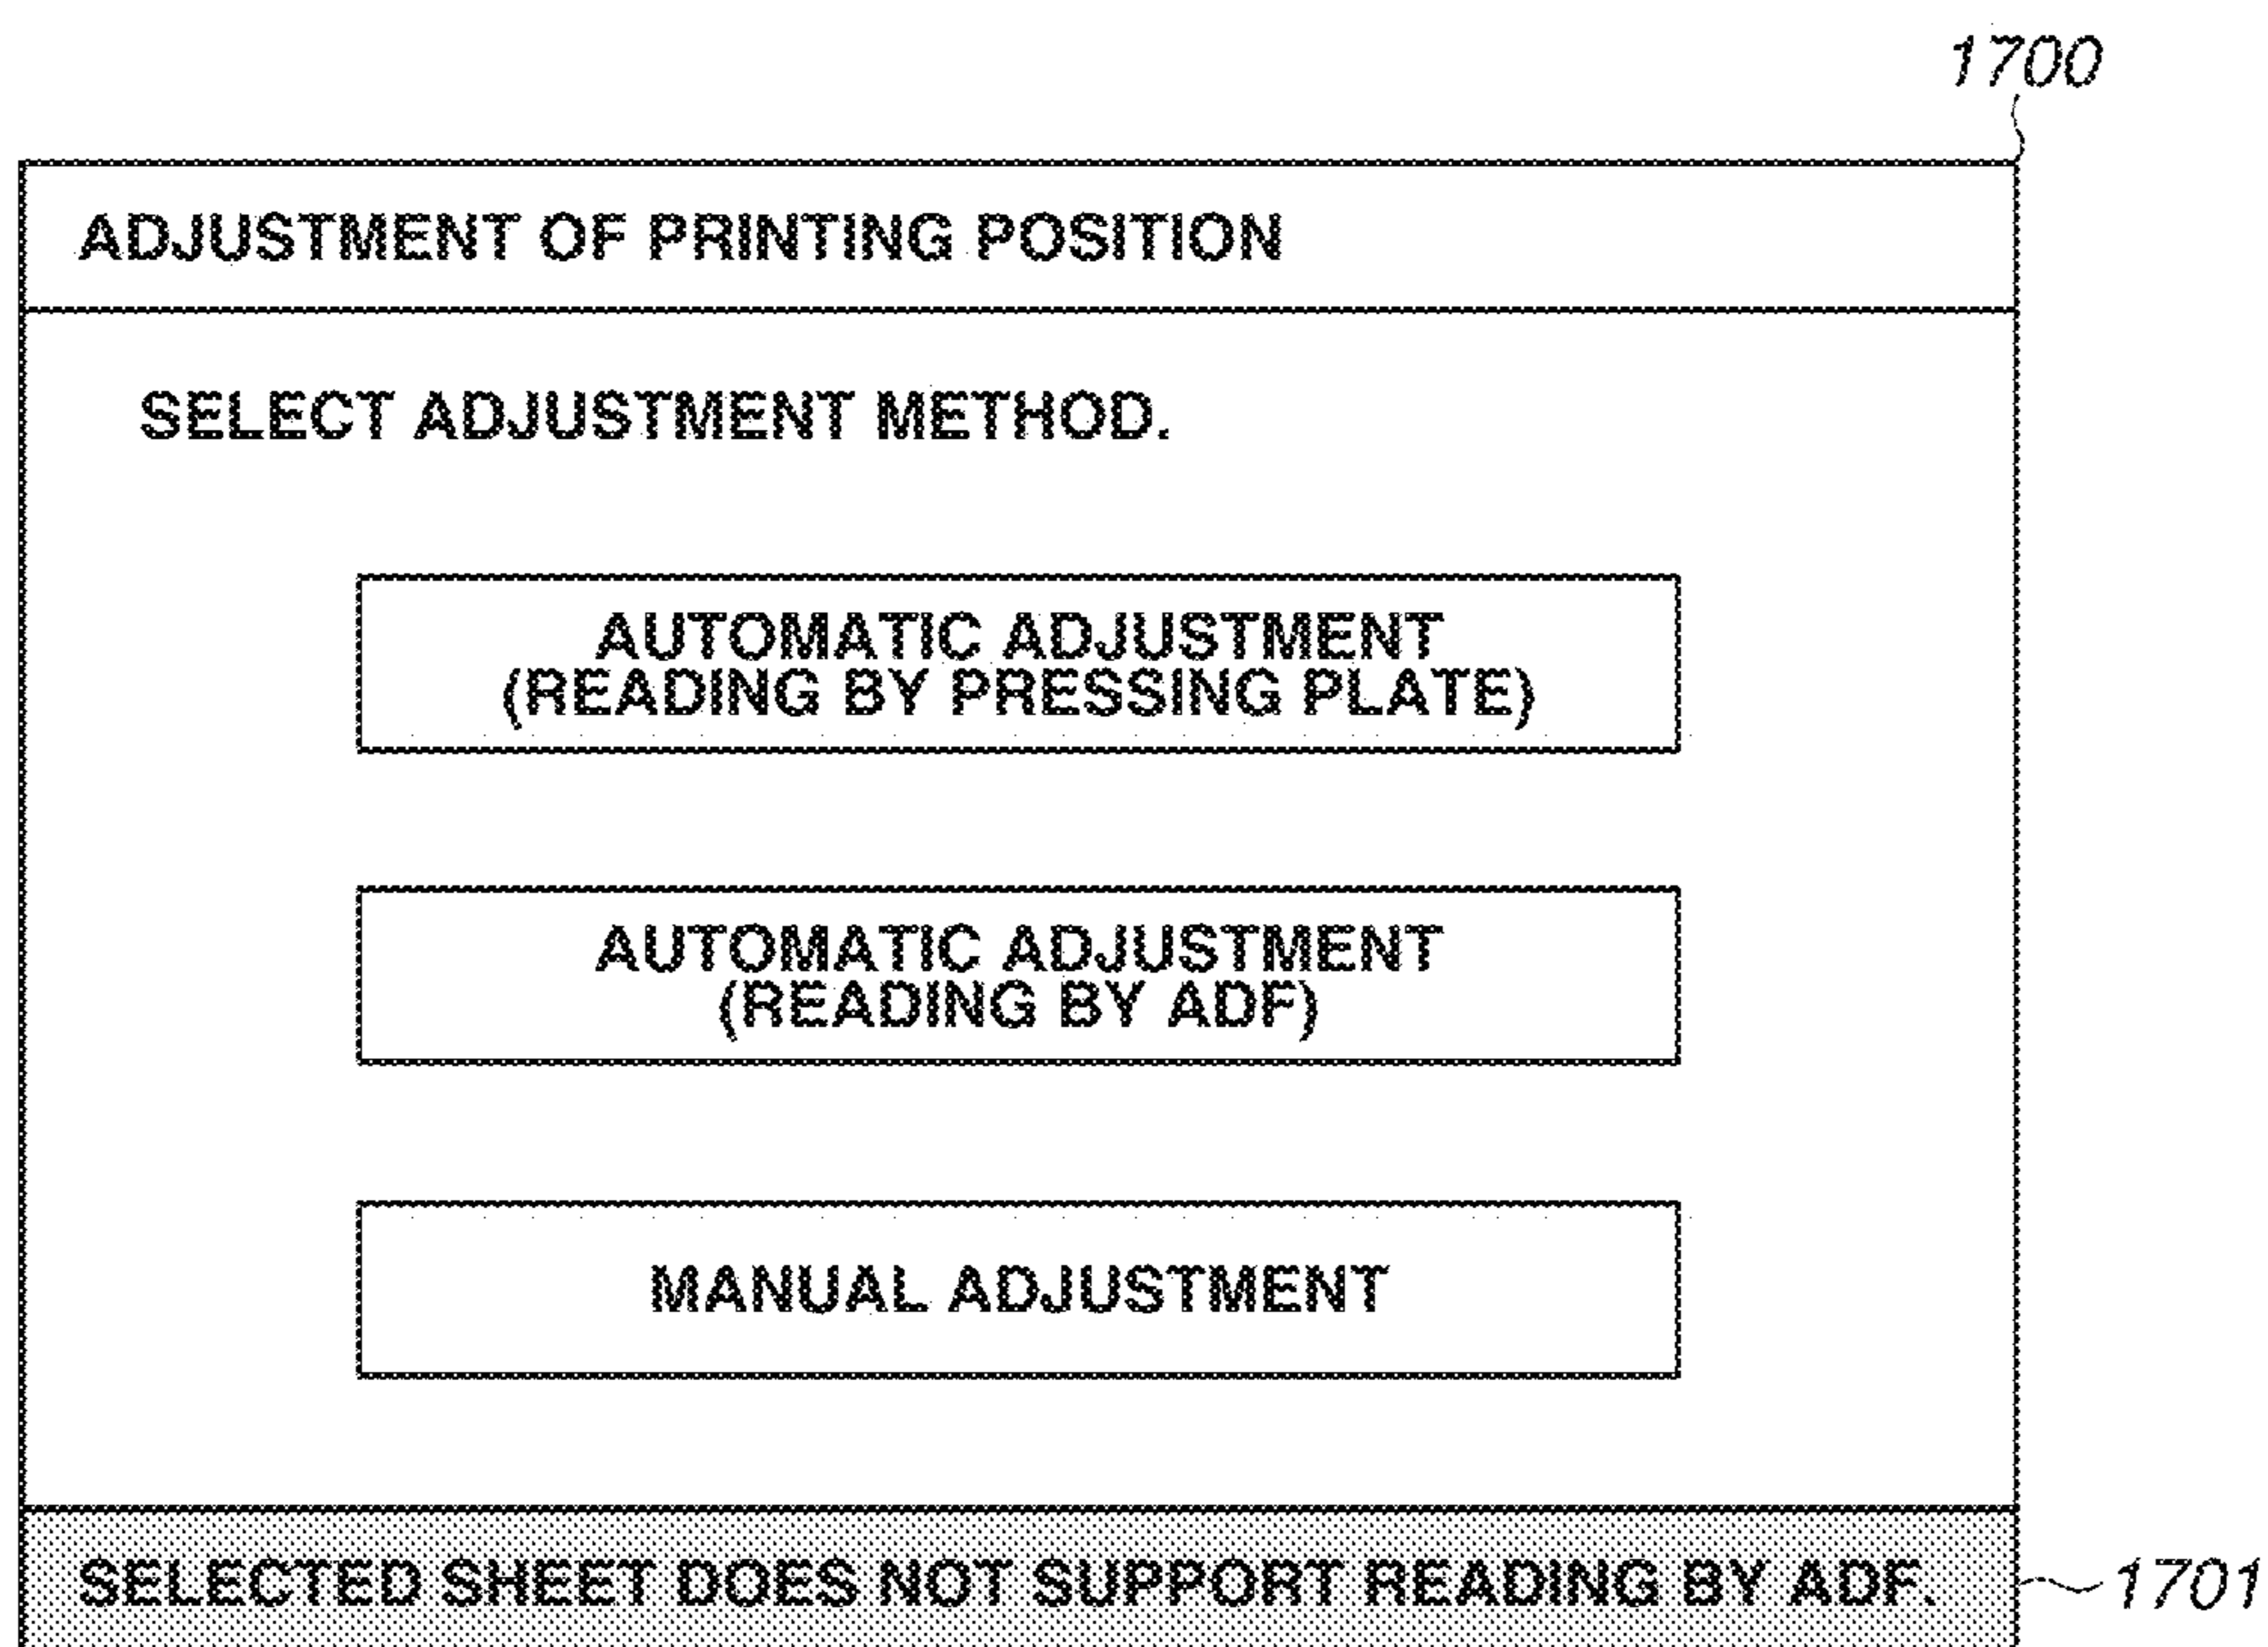 1700
ADJUSTMENT OF PRINTING POSITION
SELECT ADJUSTMENT METHOD.
AUTOMATIC ADJUSTMENT
(READING BY PRESSING PLATE)
AUTOMATIC ADJUSTMENT
(READING BY ADF)
MANUAL ADJUSTMENT
SELECTED SHEET DOES NOT SUPPORT READING BY ADF.
1701